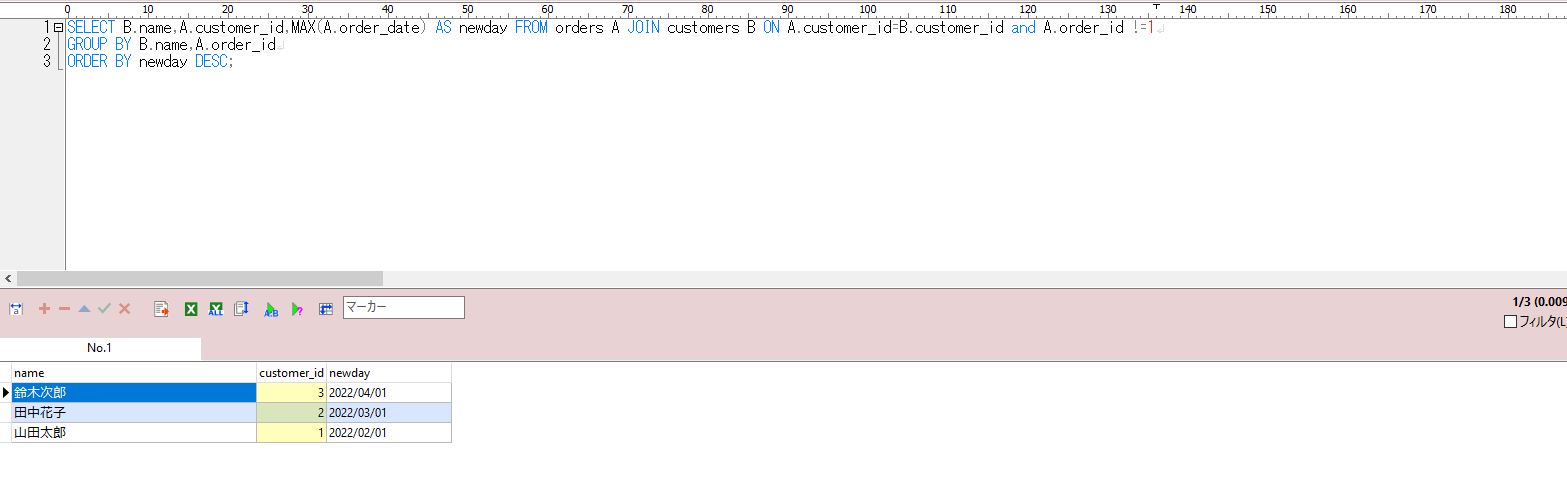 0 10 20 30 40 50 60 70 80 90 100 110 120 130 140 150 160 170 180
1 SELECT B.name,A.customer_id,MAX(A.order_date) AS newday FROM orders A JOIN customers B ON A.customer_id=B.customer_id and A.order_id !=1
2 GROUP BY B.name,A.order_id
3 ORDER BY newday DESC;
a ALL A:B ? マーカー 1/3 (0.009
フィルタ(L)
No.1
name customer_id newday
鈴木次郎 3 2022/04/01
田中花子 2 2022/03/01
山田太郎 1 2022/02/01